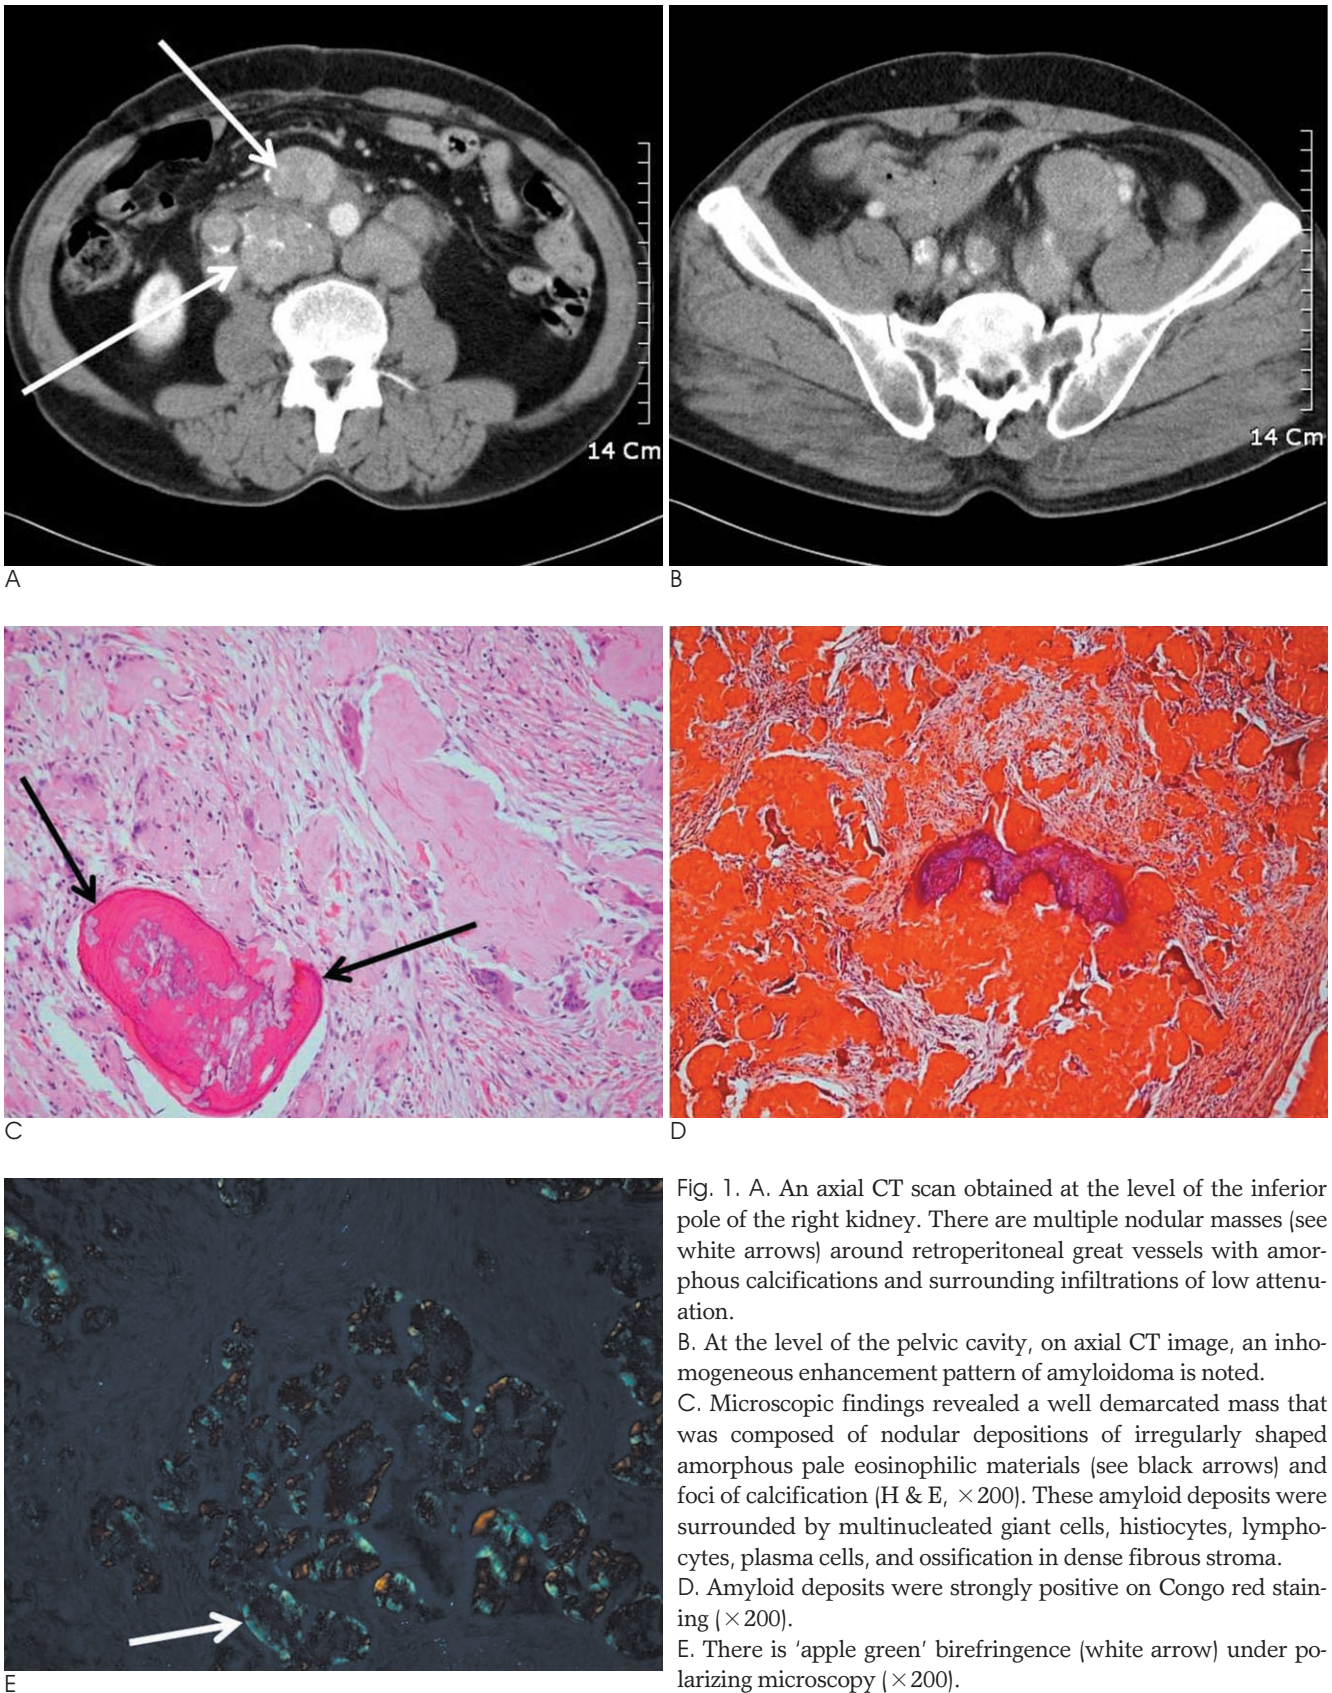 14 Cm
14 Cm
A
B
C
D
E
Fig. 1. A. An axial CT scan obtained at the level of the inferior
pole of the right kidney. There are multiple nodular masses (see
white arrows) around retroperitoneal great vessels with amor-
phous calcifications and surrounding infiltrations of low attenu-
ation.
B. At the level of the pelvic cavity, on axial CT image, an inho-
mogeneous enhancement pattern of amyloidoma is noted.
C. Microscopic findings revealed a well demarcated mass that
was composed of nodular depositions of irregularly shaped
amorphous pale eosinophilic materials (see black arrows) and
foci of calcification (H & E, ×200). These amyloid deposits were
surrounded by multinucleated giant cells, histiocytes, lympho-
cytes, plasma cells, and ossification in dense fibrous stroma.
D. Amyloid deposits were strongly positive on Congo red stain-
ing (×200).
E. There is 'apple green' birefringence (white arrow) under po-
larizing microscopy (×200).